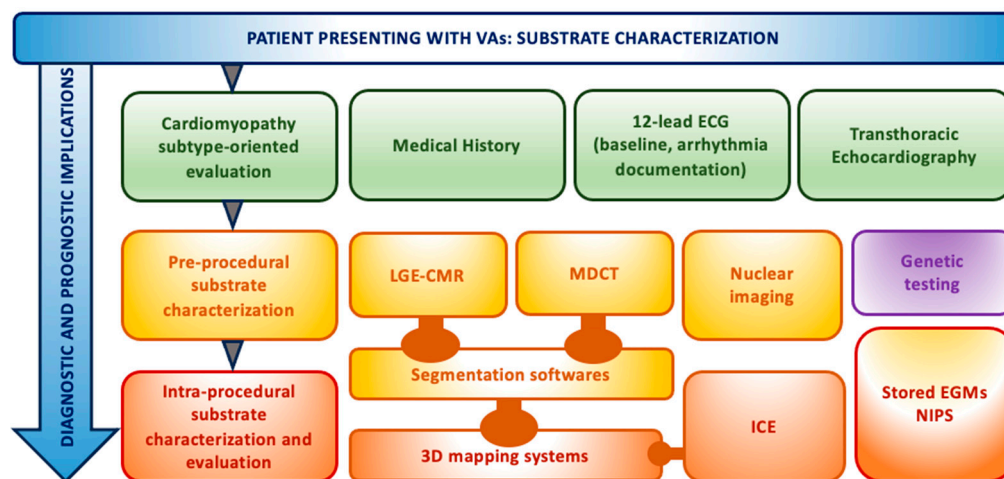 PATIENT PRESENTING WITH VAs: SUBSTRATE CHARACTERIZATION
DIAGNOSTIC AND PROGNOSTIC IMPLICATIONS
Cardiomyopathy
subtype-oriented
evaluation
Medical History
12-lead ECG
(baseline, arrhythmia
documentation)
Transthoracic
Echocardiography
Pre-procedural
substrate
characterization
LGE-CMR
MDCT
Nuclear
imaging
Genetic
testing
Segmentation softwares
Intra-procedural
substrate
characterization and
evaluation
3D mapping systems
ICE
Stored EGMs
NIPS